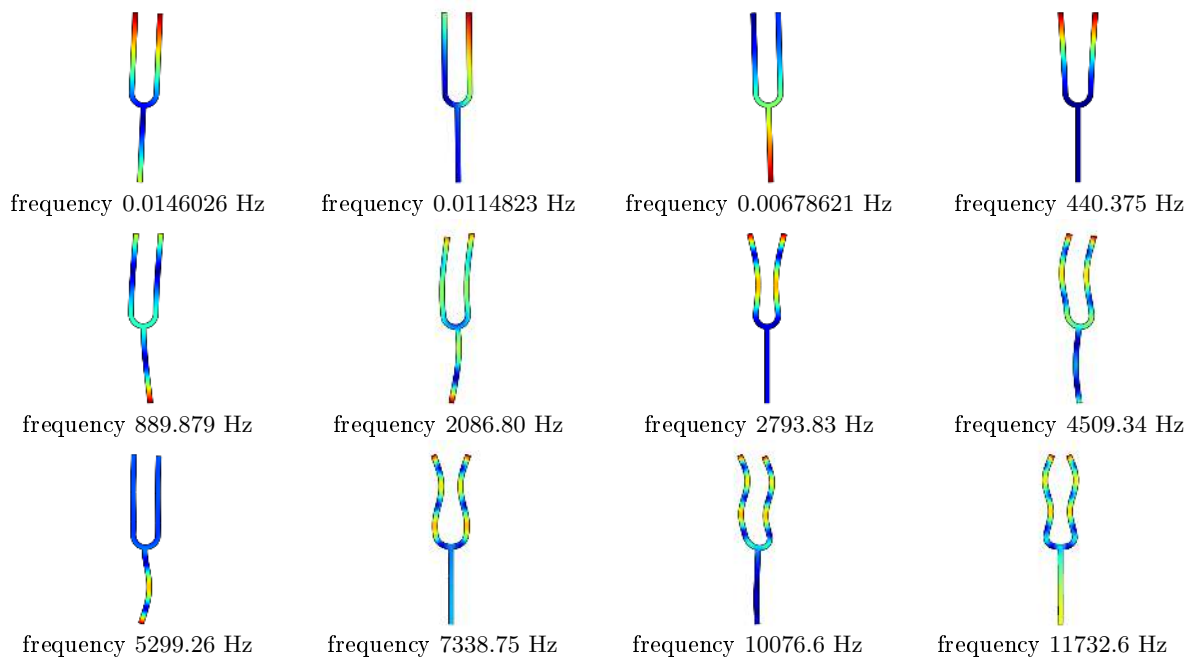 frequency 0.0146026 Hz
frequency 0.0114823 Hz
frequency 0.00678621 Hz
frequency 440.375 Hz
frequency 889.879 Hz
frequency 2086.80 Hz
frequency 2793.83 Hz
frequency 4509.34 Hz
frequency 5299.26 Hz
frequency 7338.75 Hz
frequency 10076.6 Hz
frequency 11732.6 Hz